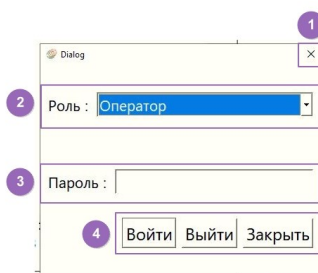 1
Dialog
2 Роль : Оператор
3 Пароль :
4 Войти Выйти Закрыть